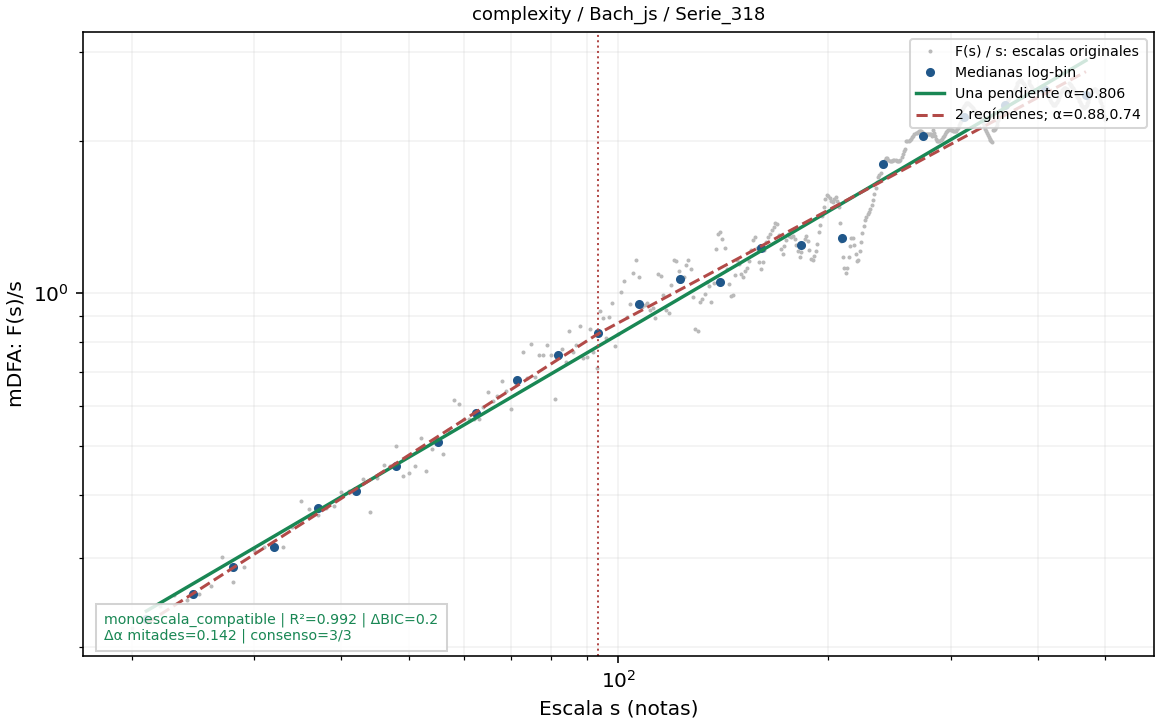 complexity / Bach_js / Serie_318
F(s) / s: escalas originales
Medianas log-bin
Una pendiente α=0.806
2 regímenes; α=0.88,0.74
mDFA: F(s)/s
10⁰
monoescala_compatible | R²=0.992 | ΔBIC=0.2
Δα mitades=0.142 | consenso=3/3
10²
Escala s (notas)